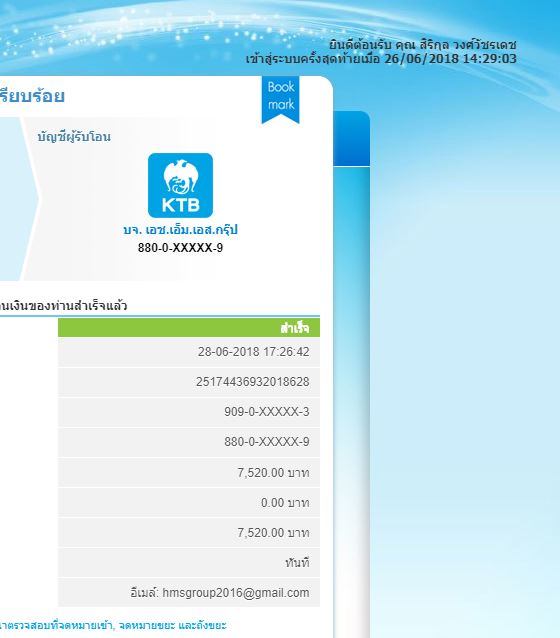 ยินดีต้อนรับ คุณ สิริกุล วงศ์วัชรเดช
เข้าสู่ระบบครั้งสุดท้ายเมื่อ 26/06/2018 14:29:03
รียบร้อย
Book
mark
บัญชีผู้รับโอน
KTB
บจ. เอช.เอ็ม.เอส.กรุ๊ป
880-0-XXXXX-9
านเงินของท่านสำเร็จแล้ว
สำเร็จ
28-06-2018 17:26:42
25174436932018628
909-0-XXXXX-3
880-0-XXXXX-9
7,520.00 บาท
0.00 บาท
7,520.00 บาท
ทันที
อีเมล์: hmsgroup2016@gmail.com
าตรวจสอบที่จดหมายเข้า, จดหมายขยะ และถังขยะ